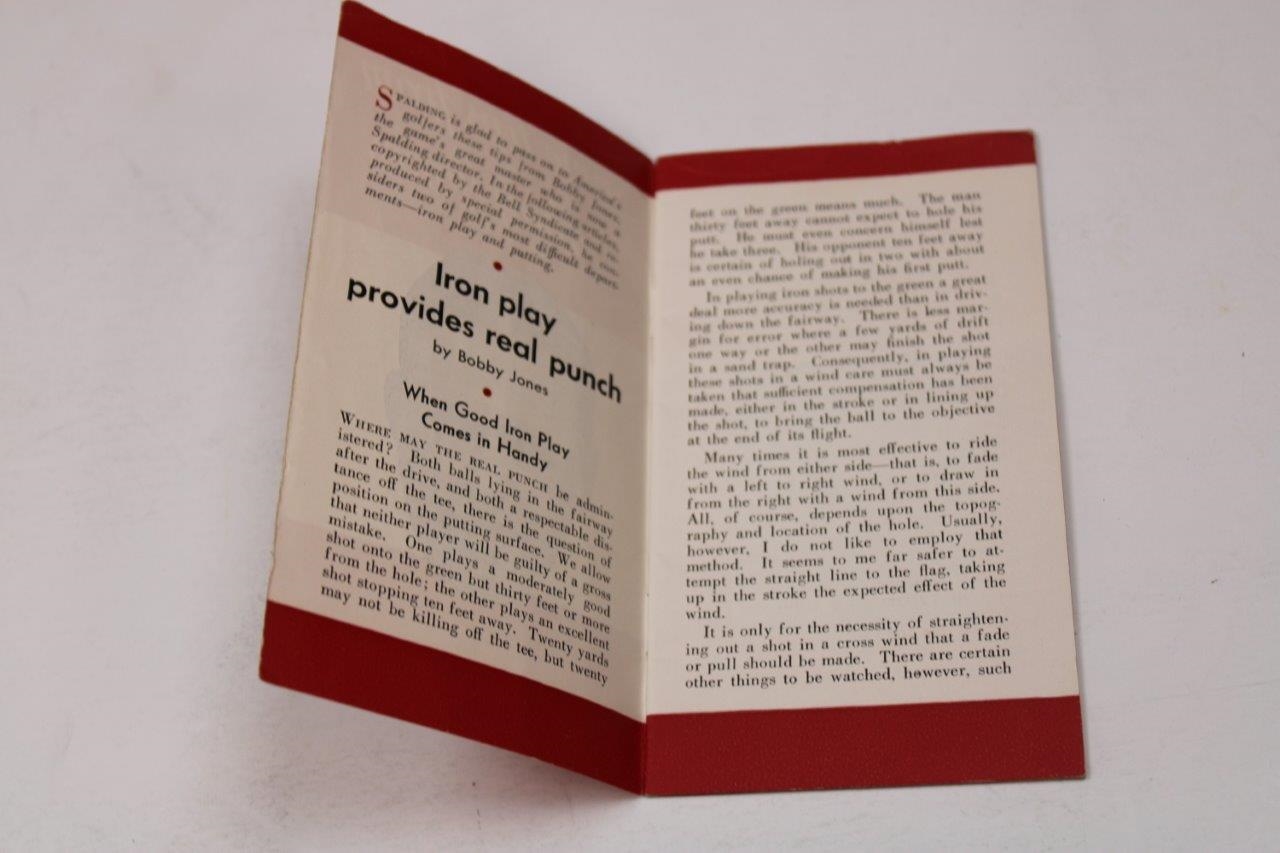 SPALDING is glad to pass on to America's
golfers these tips from Bobby Jones,
the game's great master who is now a
Spalding director. In the following articles,
copyrighted by the Bell Syndicate and re-
produced by special permission, he con-
siders two of golf's most difficult depart-
ments—iron play and putting.
Iron play
provides real punch
by Bobby Jones
When Good Iron Play
Comes in Handy
WHERE MAY THE REAL PUNCH be admin-
istered? Both balls lying in the fairway
after the drive, and both a respectable dis-
tance off the tee, there is the question of
position on the putting surface. We allow
that neither player will be guilty of a gross
mistake. One plays a moderately good
shot onto the green but thirty feet or more
from the hole; the other plays an excellent
shot stopping ten feet away. Twenty yards
may not be killing off the tee, but twenty
feet on the green means much. The man
thirty feet away cannot expect to hole his
putt. He must even concern himself lest
he take three. His opponent ten feet away
is certain of holing out in two with about
an even chance of making his first putt.
In playing iron shots to the green a great
deal more accuracy is needed than in driv-
ing down the fairway. There is less mar-
gin for error where a few yards of drift
one way or the other may finish the shot
in a sand trap. Consequently, in playing
these shots in a wind care must always be
taken that sufficient compensation has been
made, either in the stroke or in lining up
the shot, to bring the ball to the objective
at the end of its flight.
Many times it is most effective to ride
the wind from either side—that is, to fade
with a left to right wind, or to draw in
from the right with a wind from this side.
All, of course, depends upon the topog-
raphy and location of the hole. Usually,
however, I do not like to employ that
method. It seems to me far safer to at-
tempt the straight line to the flag, taking
up in the stroke the expected effect of the
wind.
It is only for the necessity of straighten-
ing out a shot in a cross wind that a fade
or pull should be made. There are certain
other things to be watched, however, such